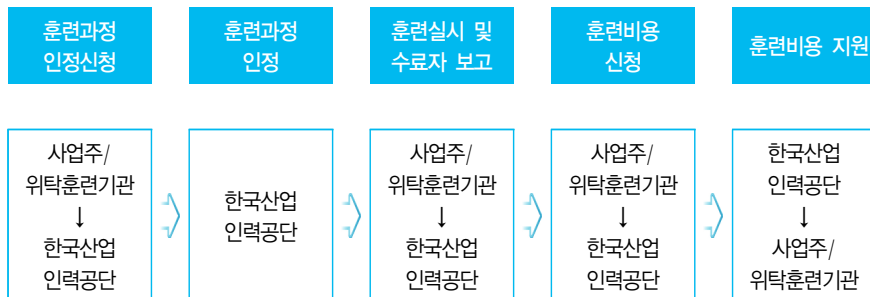 훈련과정
인정신청
훈련과정
인정
훈련실시 및
수료자 보고
훈련비용
신청
훈련비용 지원
사업주/
위탁훈련기관
↓
한국산업
인력공단
한국산업
인력공단
사업주/
위탁훈련기관
↓
한국산업
인력공단
사업주/
위탁훈련기관
↓
한국산업
인력공단
한국산업
인력공단
↓
사업주/
위탁훈련기관